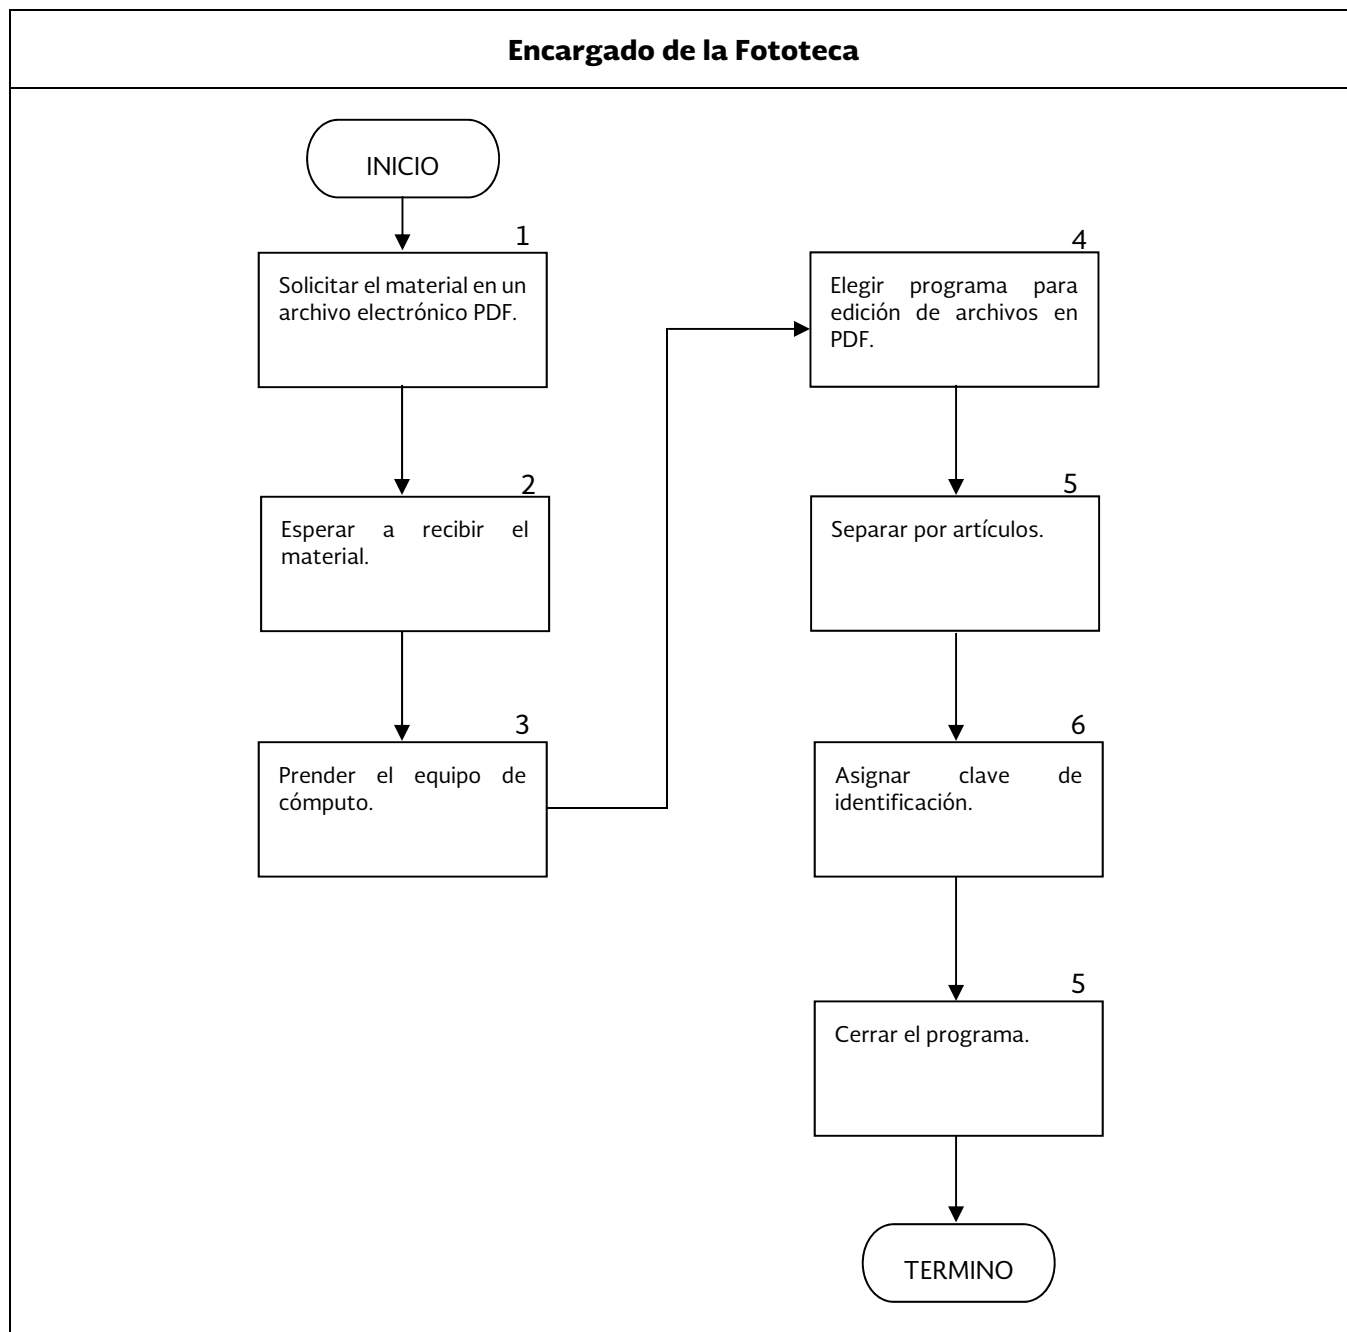 Encargado de la Fototeca
INICIO
1
Solicitar el material en un
archivo electrónico PDF.
2
Esperar a recibir el
material.
3
Prender el equipo de
cómputo.
4
Elegir programa para
edición de archivos en
PDF.
5
Separar por artículos.
6
Asignar clave de
identificación.
5
Cerrar el programa.
TERMINO